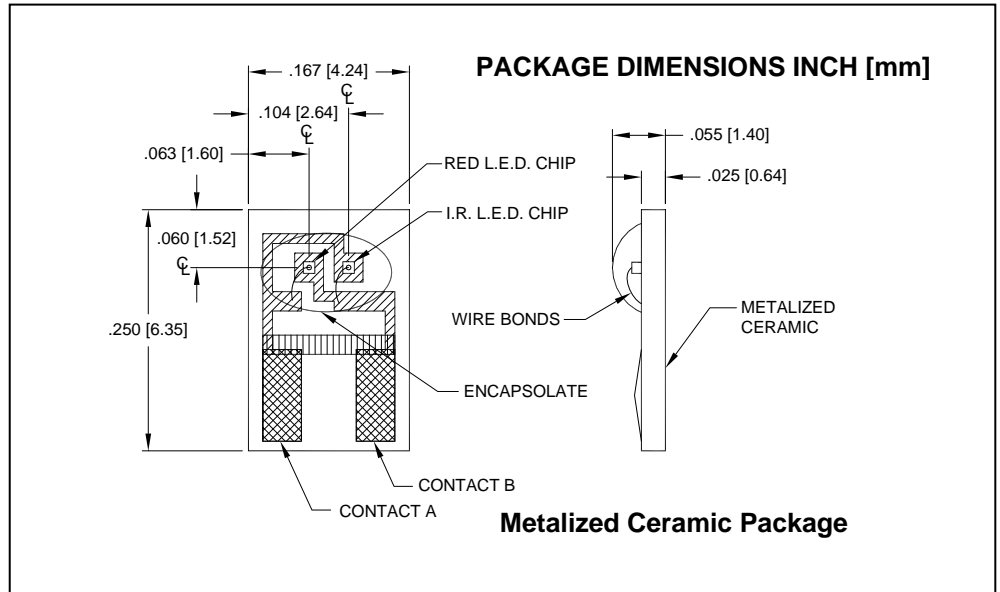 PACKAGE DIMENSIONS INCH [mm]
.167 [4.24]
℄
.104 [2.64]
℄
.063 [1.60]
.055 [1.40]
.025 [0.64]
RED L.E.D. CHIP
I.R. L.E.D. CHIP
.060 [1.52]
℄
.250 [6.35]
WIRE BONDS
METALIZED
CERAMIC
ENCAPSOLATE
CONTACT B
CONTACT A
Metalized Ceramic Package